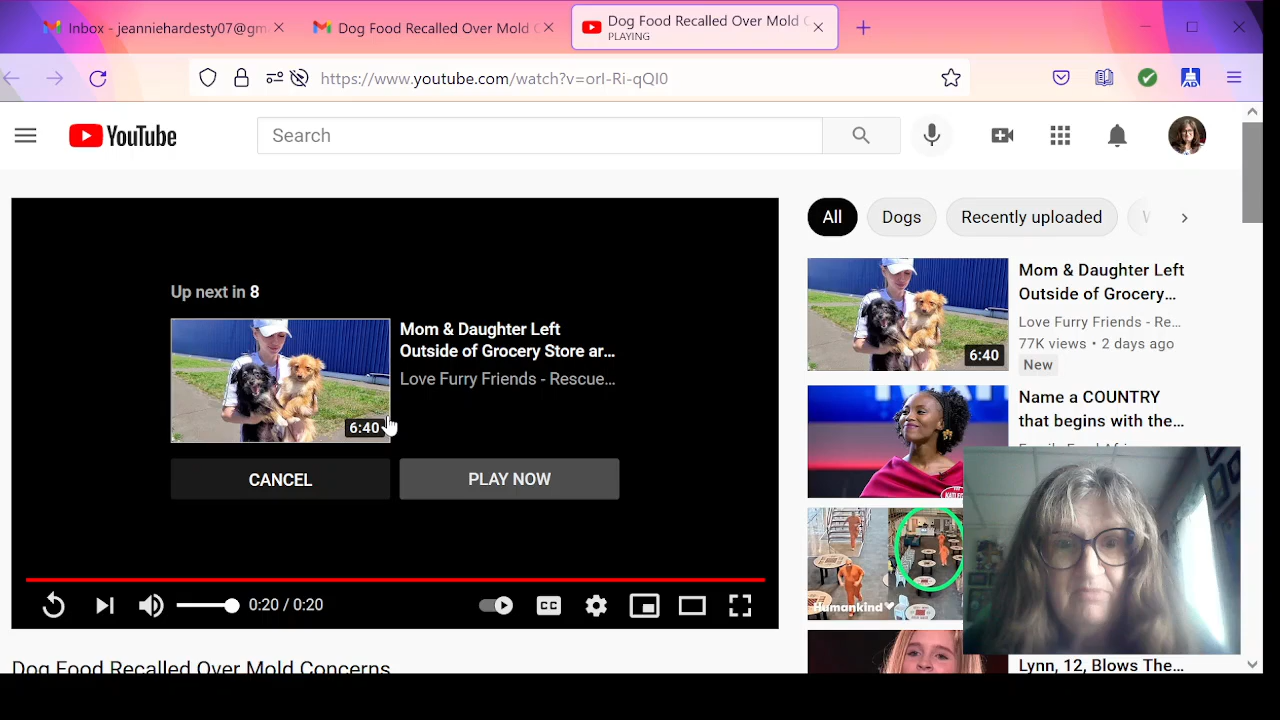 Inbox - jeanniehardesty07@gm
Dog Food Recalled Over Mold C
Dog Food Recalled Over Mold C
PLAYING
https://www.youtube.com/watch?v=orI-Ri-qQI0
AD
YouTube
Search
All
Dogs
Recently uploaded
Up next in 8
6:40
Mom & Daughter Left
Outside of Grocery Store ar...
Love Furry Friends - Rescue...
CANCEL
PLAY NOW
0:20 / 0:20
CC
Dog Food Recalled Over Mold Concerns
6:40
Mom & Daughter Left
Outside of Grocery...
Love Furry Friends - Re...
77K views • 2 days ago
New
Name a COUNTRY
that begins with the...
Humankind
Lynn, 12, Blows The...